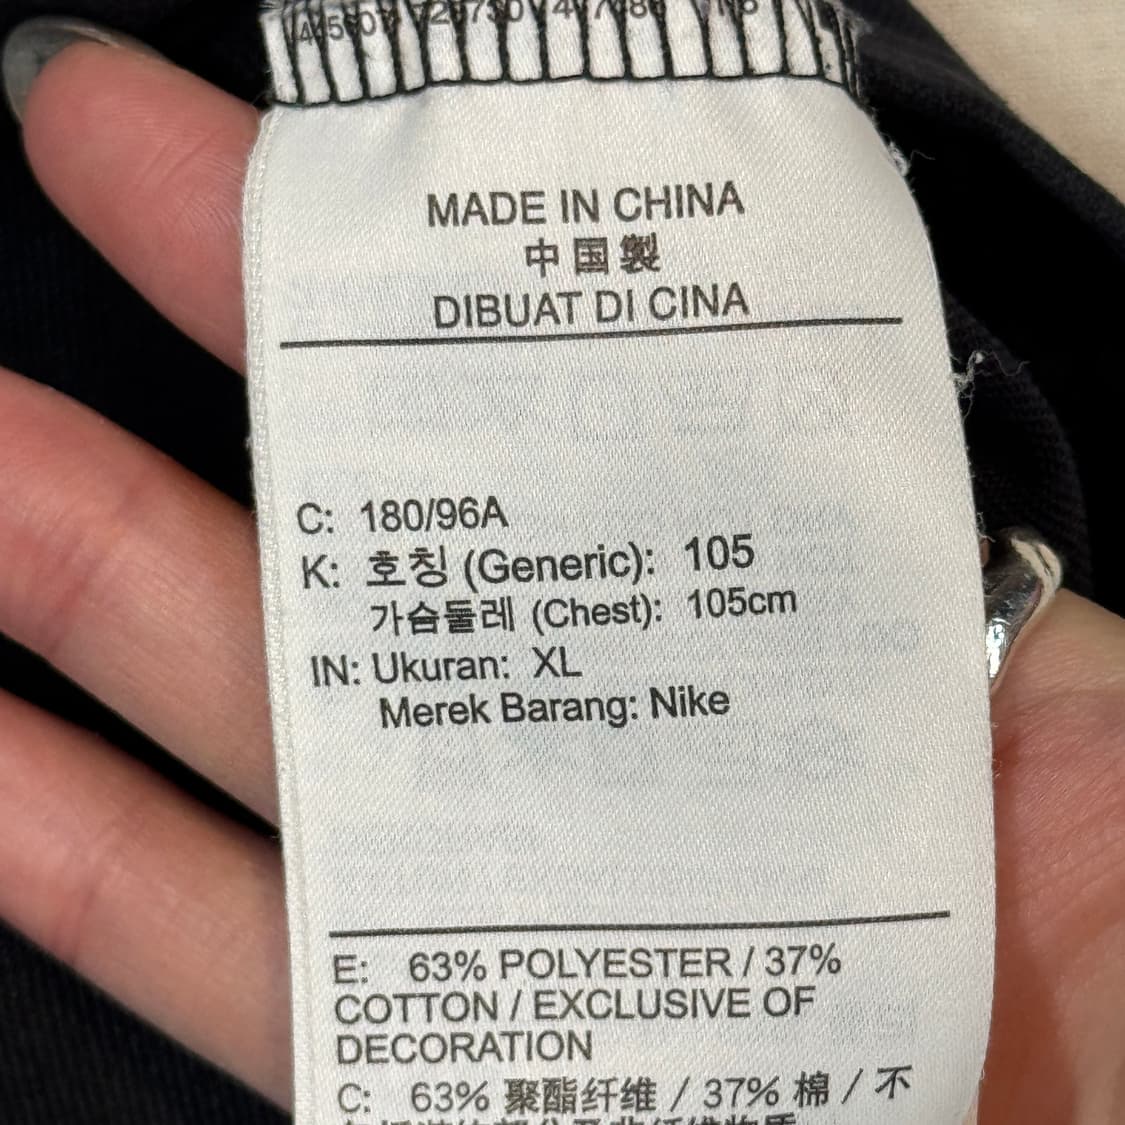 MADE IN CHINA
中国製
DIBUAT DI CINA
C: 180/96A
K: 호칭 (Generic): 105
가슴둘레 (Chest): 105cm
IN: Ukuran: XL
Merek Barang: Nike
E: 63% POLYESTER / 37%
COTTON / EXCLUSIVE OF
DECORATION
C: 63% 聚酯纤维 / 37% 棉 / 不